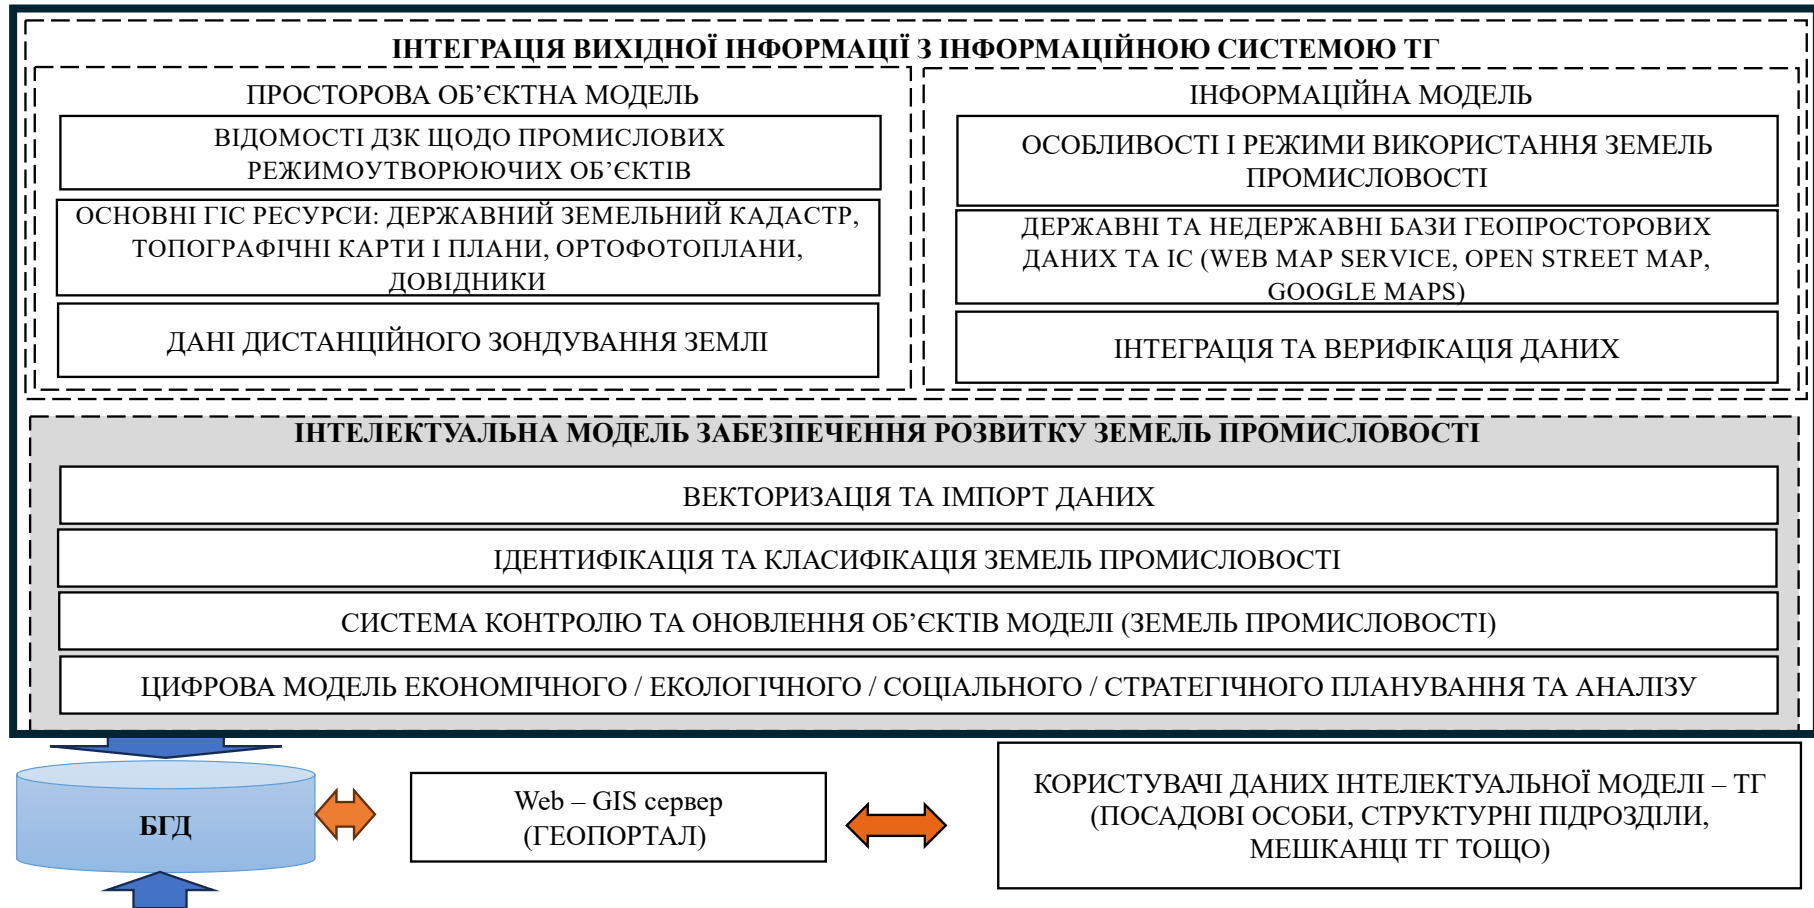 ІНТЕГРАЦІЯ ВИХІДНОЇ ІНФОРМАЦІЇ З ІНФОРМАЦІЙНОЮ СИСТЕМОЮ ТГ
ПРОСТОРОВА ОБ’ЄКТНА МОДЕЛЬ
ВІДОМОСТІ ДЗК ЩОДО ПРОМИСЛОВИХ
РЕЖИМОУТВОРЮЮЧИХ ОБ’ЄКТІВ
ОСНОВНІ ГІС РЕСУРСИ: ДЕРЖАВНИЙ ЗЕМЕЛЬНИЙ КАДАСТР,
ТОПОГРАФІЧНІ КАРТИ І ПЛАНИ, ОРТОФОТОПЛАНИ,
ДОВІДНИКИ
ДАНІ ДИСТАНЦІЙНОГО ЗОНДУВАННЯ ЗЕМЛІ
ІНФОРМАЦІЙНА МОДЕЛЬ
ОСОБЛИВОСТІ І РЕЖИМИ ВИКОРИСТАННЯ ЗЕМЕЛЬ
ПРОМИСЛОВОСТІ
ДЕРЖАВНІ ТА НЕДЕРЖАВНІ БАЗИ ГЕОПРОСТОРОВИХ
ДАНИХ ТА ІС (WEB MAP SERVICE, OPEN STREET MAP,
GOOGLE MAPS)
ІНТЕГРАЦІЯ ТА ВЕРИФІКАЦІЯ ДАНИХ
ІНТЕЛЕКТУАЛЬНА МОДЕЛЬ ЗАБЕЗПЕЧЕННЯ РОЗВИТКУ ЗЕМЕЛЬ ПРОМИСЛОВОСТІ
ВЕКТОРИЗАЦІЯ ТА ІМПОРТ ДАНИХ
ІДЕНТИФІКАЦІЯ ТА КЛАСИФІКАЦІЯ ЗЕМЕЛЬ ПРОМИСЛОВОСТІ
СИСТЕМА КОНТРОЛЮ ТА ОНОВЛЕННЯ ОБ’ЄКТІВ МОДЕЛІ (ЗЕМЕЛЬ ПРОМИСЛОВОСТІ)
ЦИФРОВА МОДЕЛЬ ЕКОНОМІЧНОГО / ЕКОЛОГІЧНОГО / СОЦІАЛЬНОГО / СТРАТЕГІЧНОГО ПЛАНУВАННЯ ТА АНАЛІЗУ
БГД
Web – GIS сервер
(ГЕОПОРТАЛ)
КОРИСТУВАЧІ ДАНИХ ІНТЕЛЕКТУАЛЬНОЇ МОДЕЛІ – ТГ
(ПОСАДОВІ ОСОБИ, СТРУКТУРНІ ПІДРОЗДІЛИ,
МЕШКАНЦІ ТГ ТОЩО)